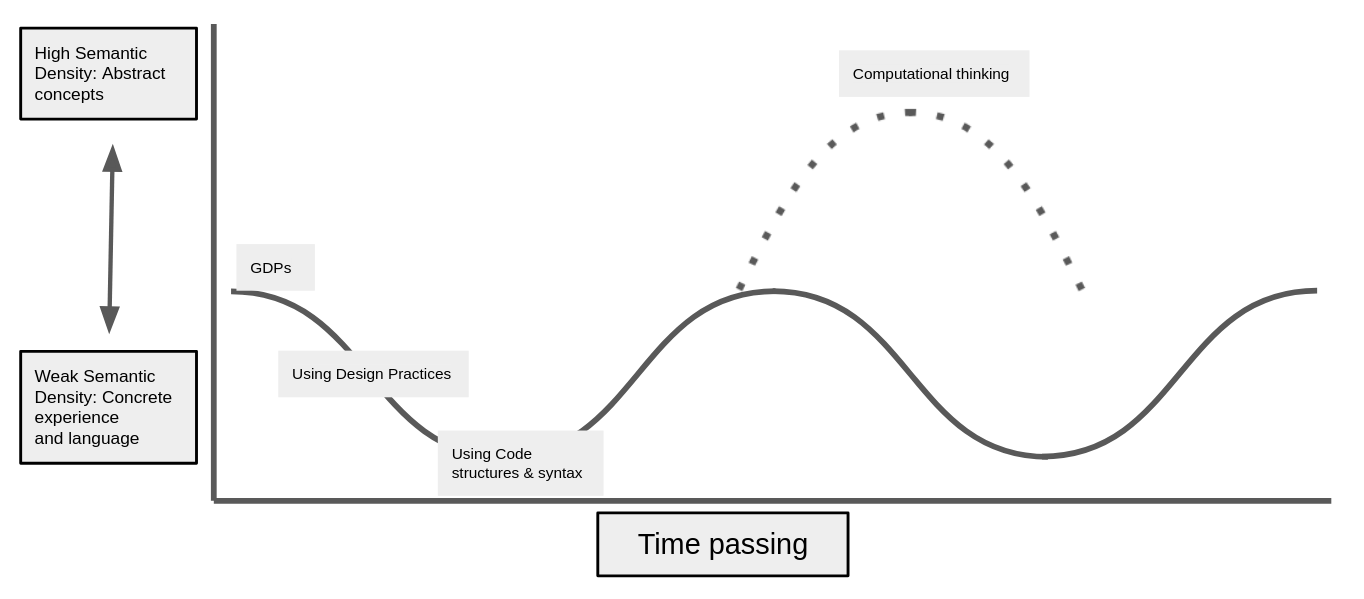 High Semantic
Density: Abstract
concepts
Computational thinking
GDPs
Using Design Practices
Weak Semantic
Density: Concrete
experience
and language
Using Code
structures & syntax
Time passing